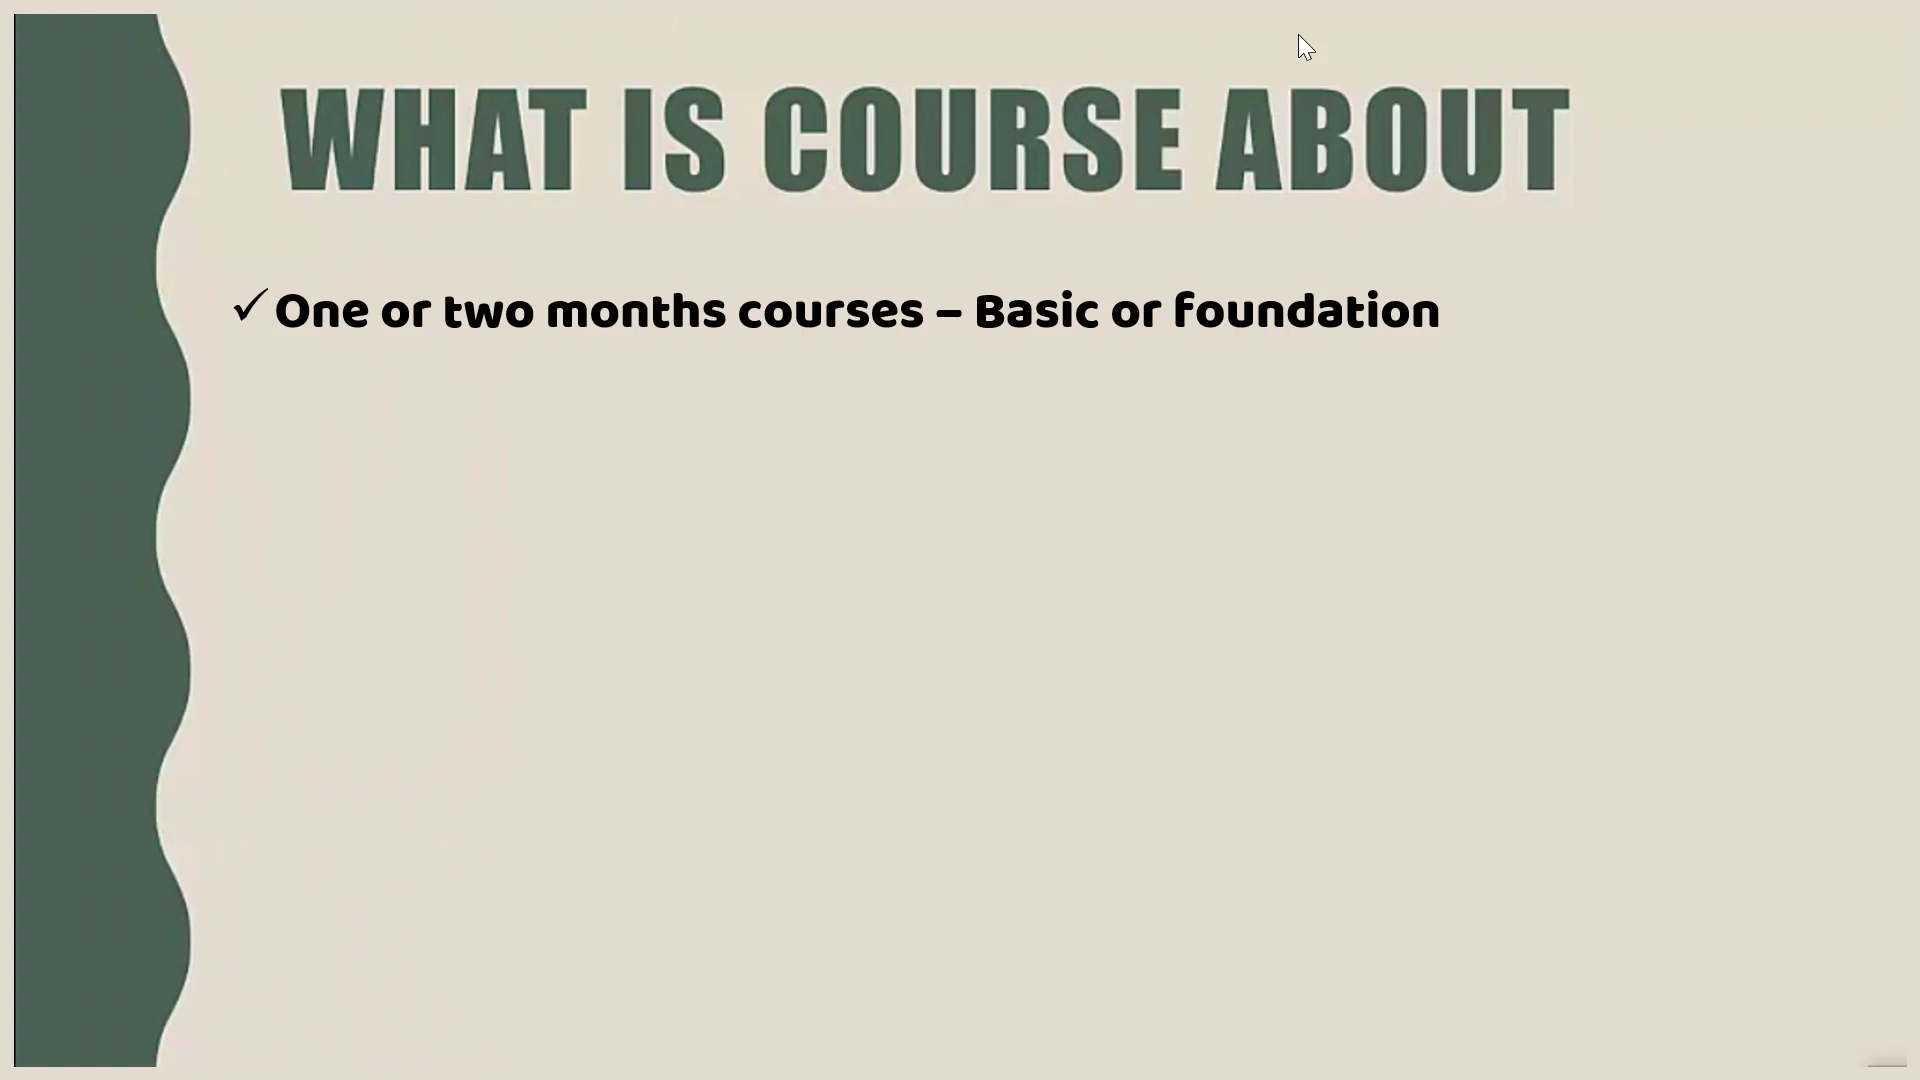 WHAT IS COURSE ABOUT
✓ One or two months courses – Basic or foundation